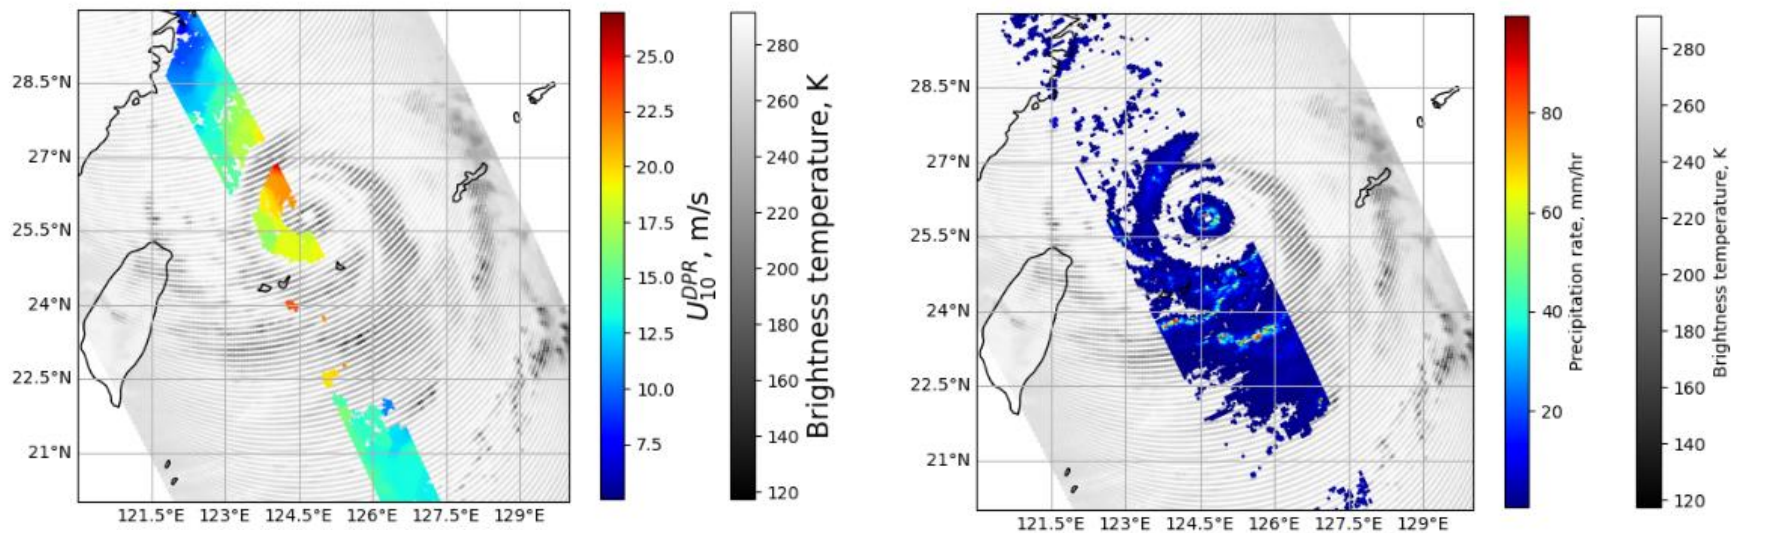 28.5°N
27°N
25.5°N
24°N
22.5°N
21°N
121.5°E 123°E 124.5°E 126°E 127.5°E 129°E
25.0
22.5
20.0
17.5
15.0
12.5
10.0
7.5
U₁₀ᴰᴾᴿ, m/s
280
260
240
220
200
180
160
140
120
Brightness temperature, K
28.5°N
27°N
25.5°N
24°N
22.5°N
21°N
121.5°E 123°E 124.5°E 126°E 127.5°E 129°E
80
60
40
20
Precipitation rate, mm/hr
280
260
240
220
200
180
160
140
120
Brightness temperature, K